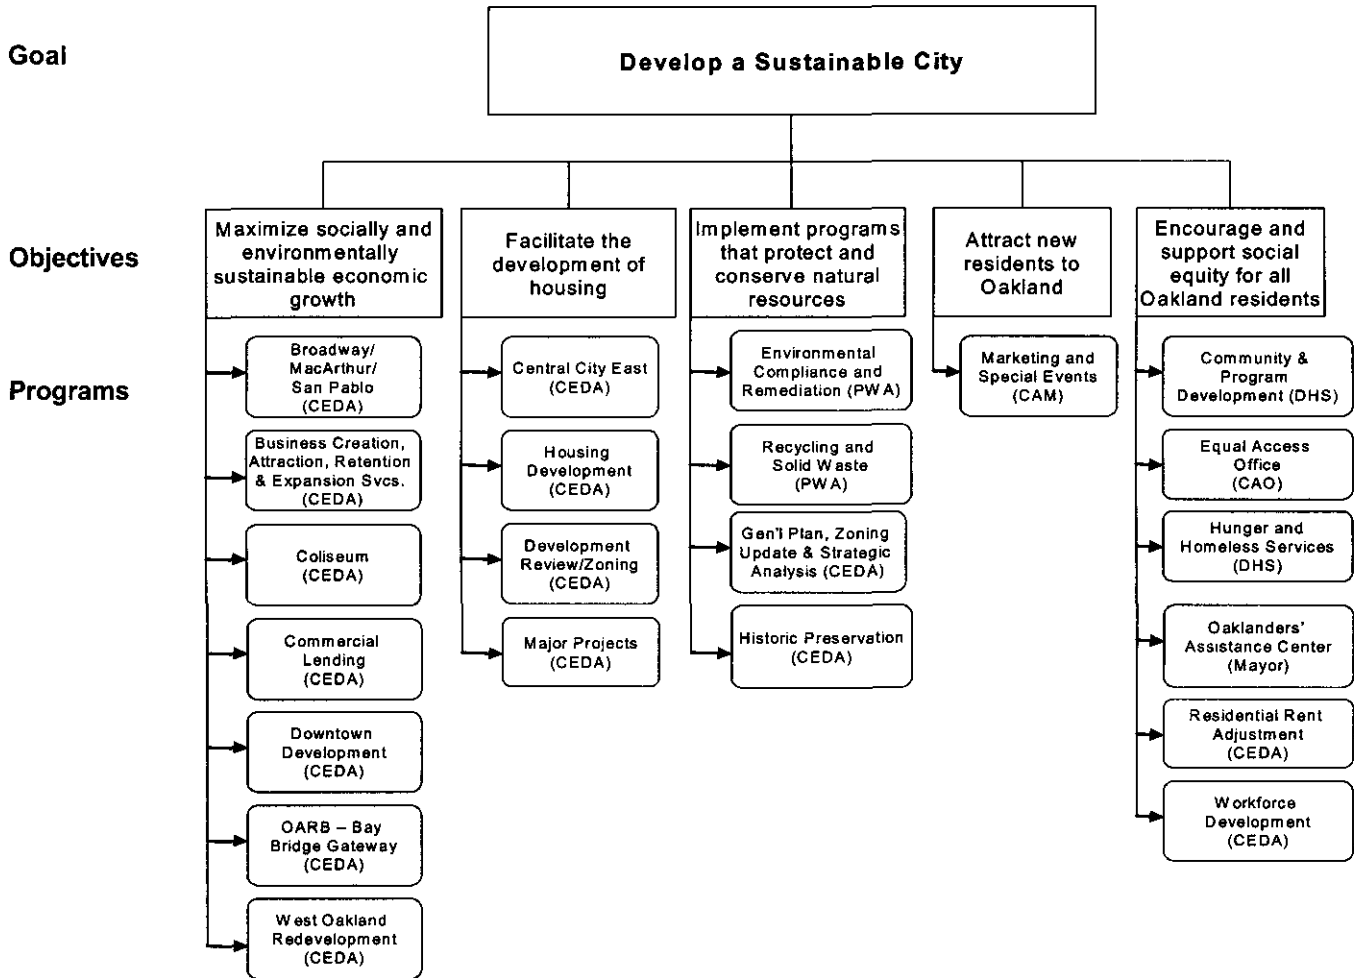 Goal
Develop a Sustainable City
Objectives
Maximize socially and
environmentally
sustainable economic
growth
Facilitate the
development of
housing
Implement programs
that protect and
conserve natural
resources
Attract new
residents to
Oakland
Encourage and
support social
equity for all
Oakland residents
Programs
Broadway/
MacArthur/
San Pablo
(CEDA)
Business Creation,
Attraction, Retention
& Expansion Svcs.
(CEDA)
Coliseum
(CEDA)
Commercial
Lending
(CEDA)
Downtown
Development
(CEDA)
OARB – Bay
Bridge Gateway
(CEDA)
West Oakland
Redevelopment
(CEDA)
Central City East
(CEDA)
Housing
Development
(CEDA)
Development
Review/Zoning
(CEDA)
Major Projects
(CEDA)
Environmental
Compliance and
Remediation (PWA)
Recycling and
Solid Waste
(PWA)
Gen'l Plan, Zoning
Update & Strategic
Analysis (CEDA)
Historic Preservation
(CEDA)
Marketing and
Special Events
(CAM)
Community &
Program
Development (DHS)
Equal Access
Office
(CAO)
Hunger and
Homeless Services
(DHS)
Oaklanders'
Assistance Center
(Mayor)
Residential Rent
Adjustment
(CEDA)
Workforce
Development
(CEDA)